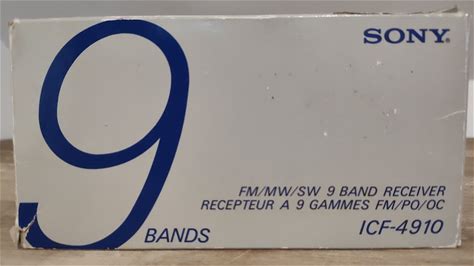 SONY
9
FM/MW/SW 9 BAND RECEIVER
RECEPTEUR A 9 GAMMES FM/PO/OC
BANDS
ICF-4910